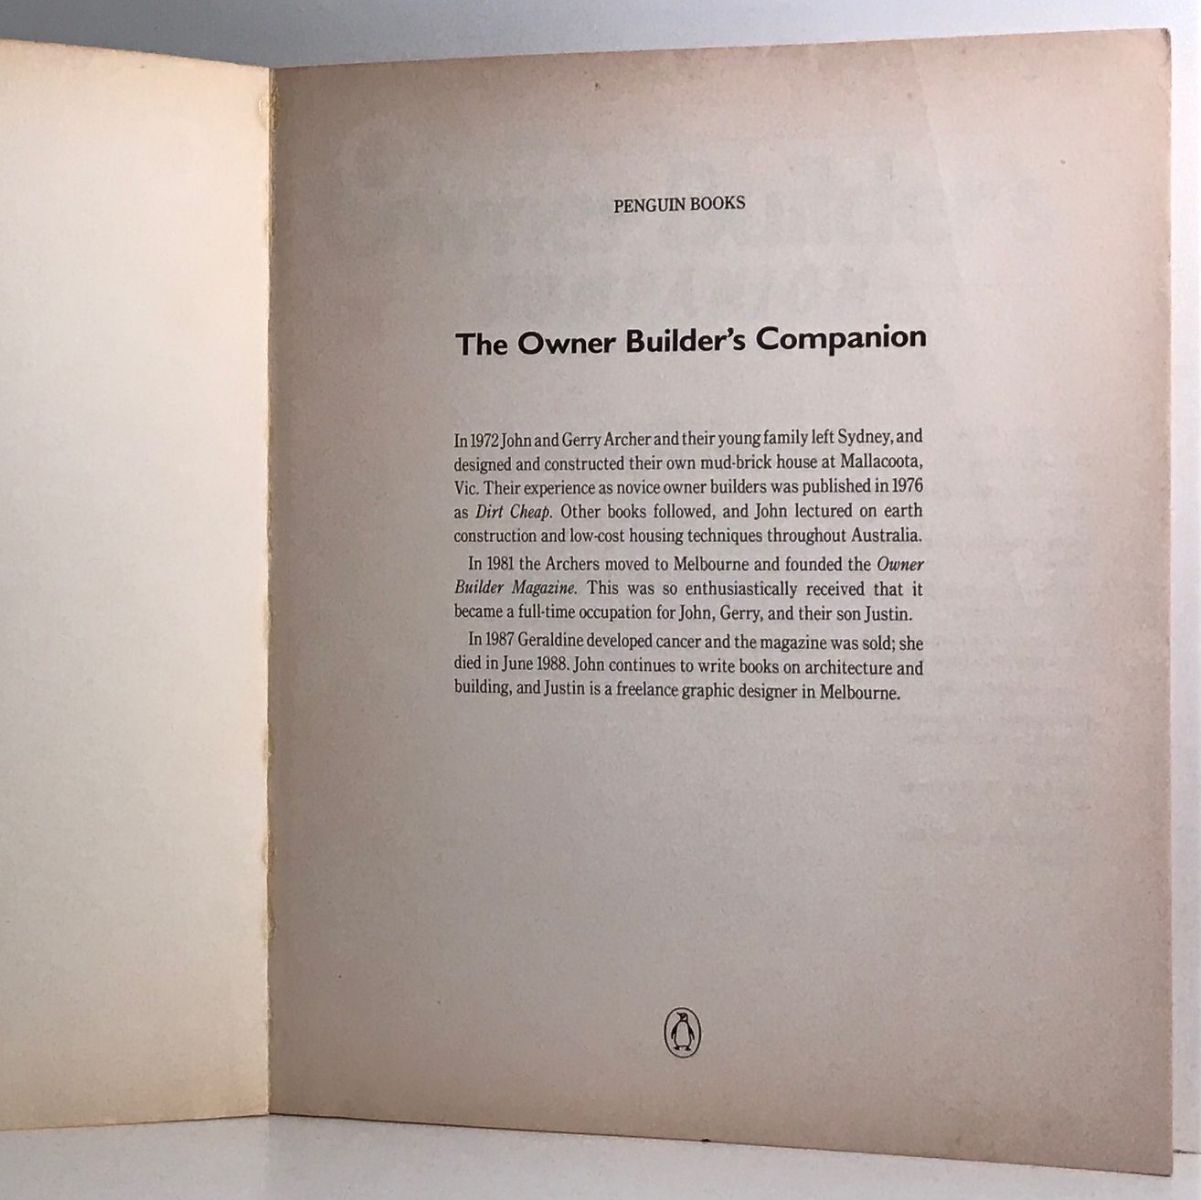 PENGUIN BOOKS
The Owner Builder's Companion
In 1972 John and Gerry Archer and their young family left Sydney, and
designed and constructed their own mud-brick house at Mallacoota,
Vic. Their experience as novice owner builders was published in 1976
as Dirt Cheap. Other books followed, and John lectured on earth
construction and low-cost housing techniques throughout Australia.
In 1981 the Archers moved to Melbourne and founded the Owner
Builder Magazine. This was so enthusiastically received that it
became a full-time occupation for John, Gerry, and their son Justin.
In 1987 Geraldine developed cancer and the magazine was sold; she
died in June 1988. John continues to write books on architecture and
building, and Justin is a freelance graphic designer in Melbourne.